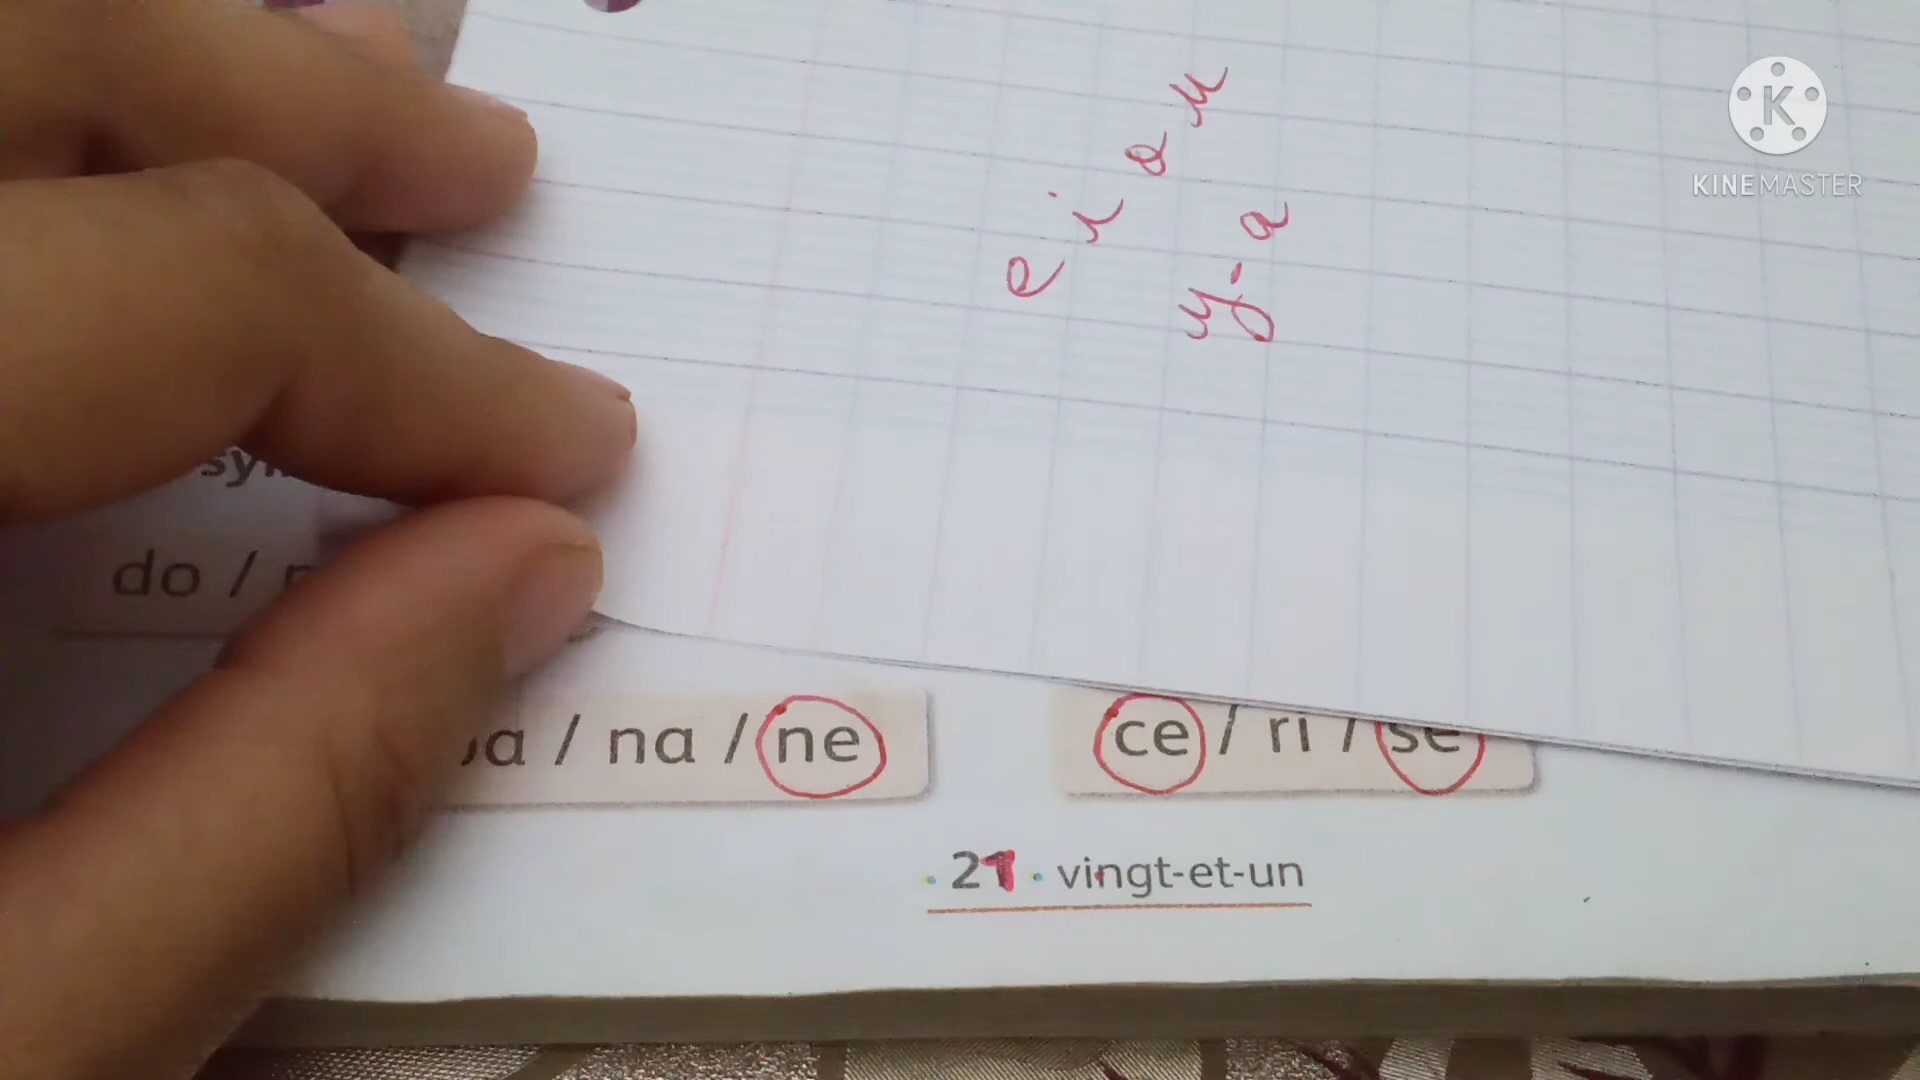 KINEMASTER
e i o u
y - a
do /
na / ne
ce / ri / se
• 21 • vingt-et-un